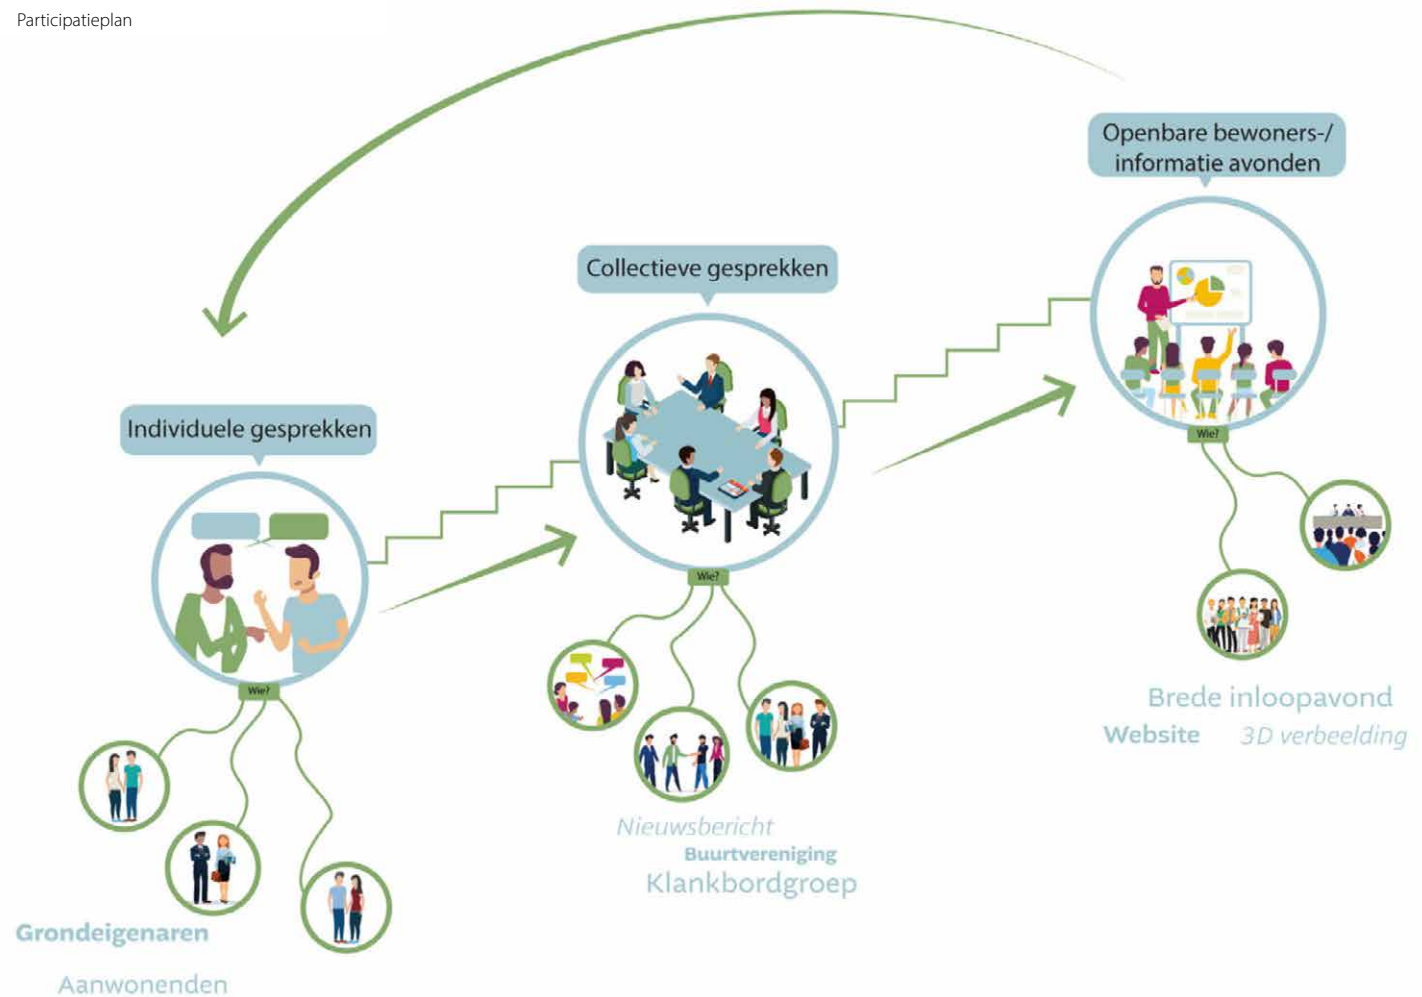 Participatieplan
Openbare bewoners-/
informatie avonden
Collectieve gesprekken
Individuele gesprekken
Wie?
Wie?
Wie?
Brede inloopavond
Website
3D verbeelding
Nieuwsbericht
Buurtvereniging
Klankbordgroep
Grondeigenaren
Aanwonenden